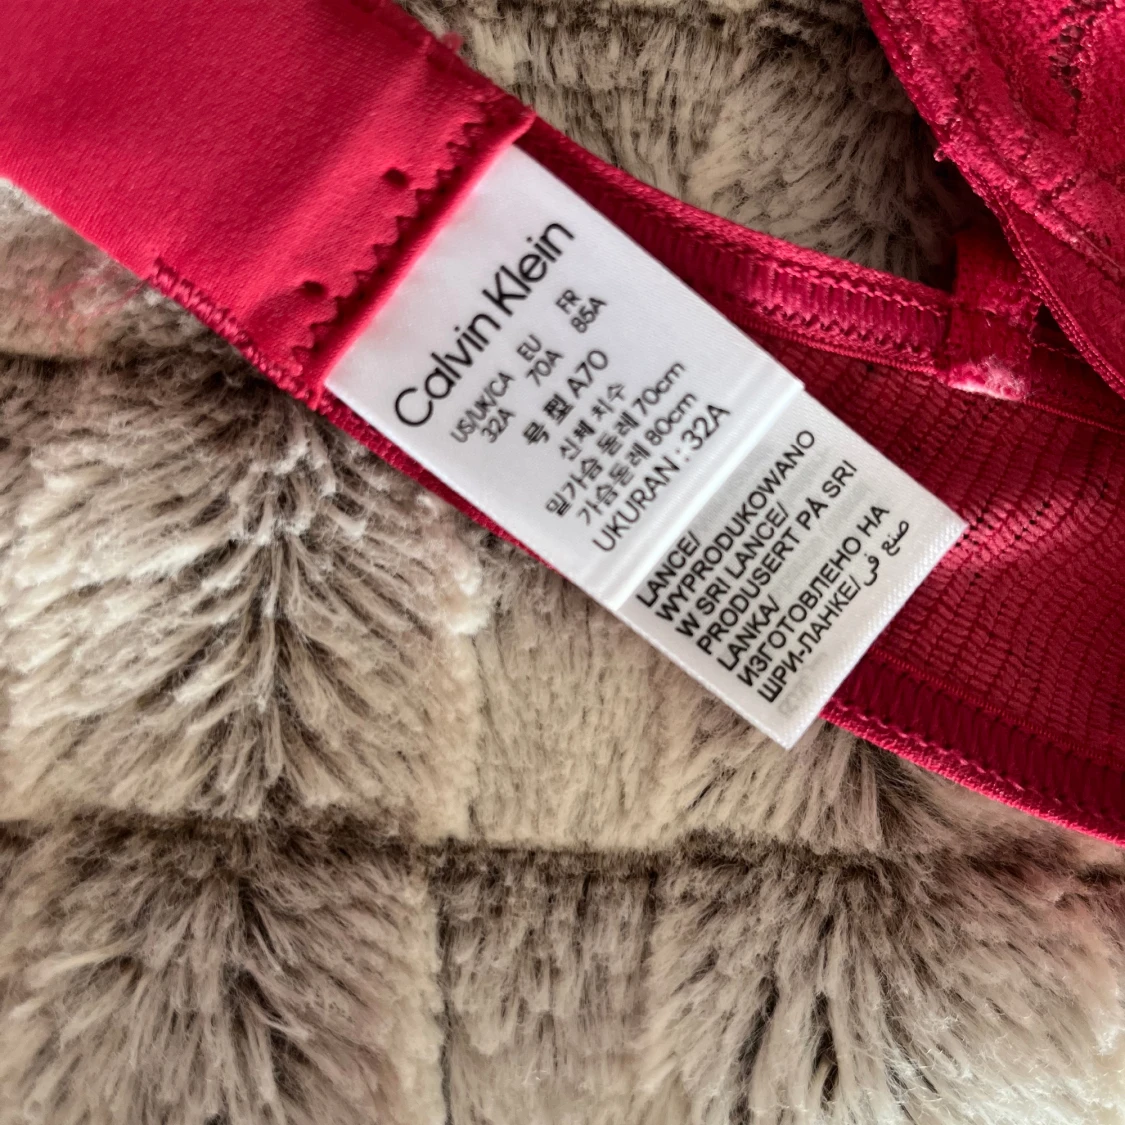 Calvin Klein
US/UK/CA EU FR
32A 70A 85A
号型 A70
신체 치수
밑가슴 둘레 70cm
가슴둘레 80cm
UKURAN : 32A
LANCE/
WYPRODUKOWANO
W SRI LANCE/
PRODUSERT PÅ SRI
LANKA/
ИЗГОТОВЛЕНО НА
ШРИ-ЛАНКЕ/ صنع في